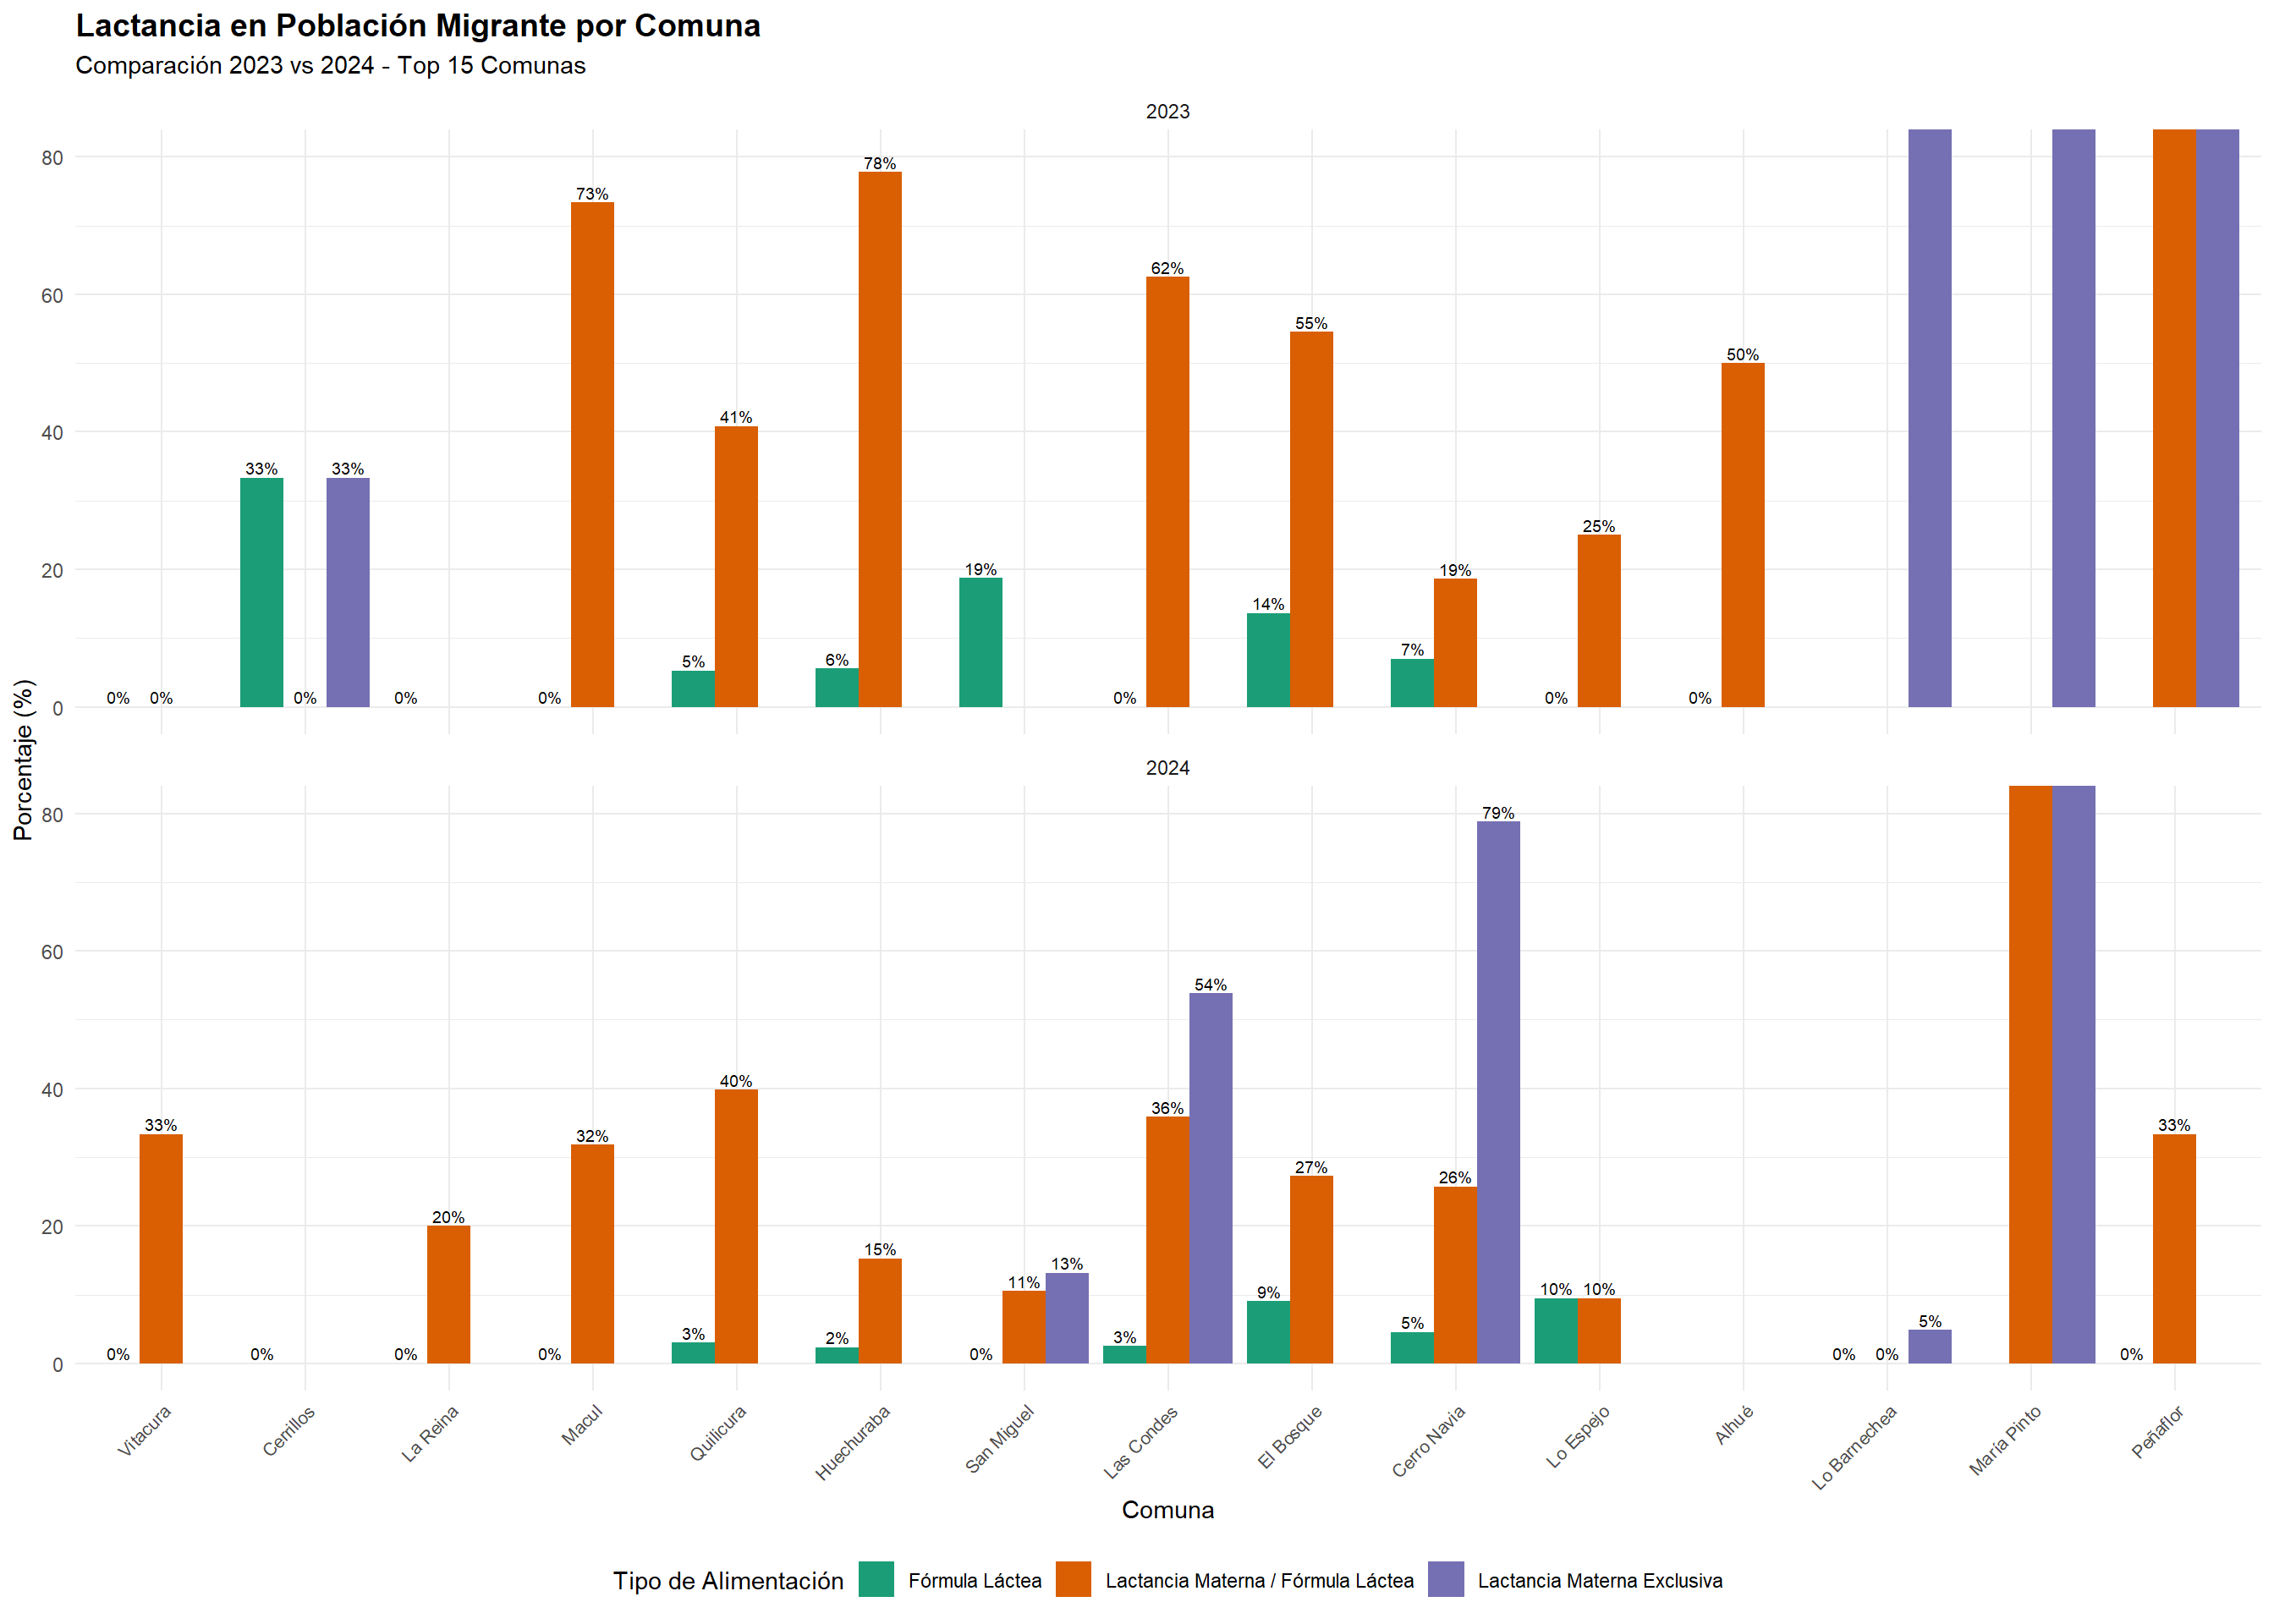 Lactancia en Población Migrante por Comuna
Comparación 2023 vs 2024 - Top 15 Comunas
Porcentaje (%)
2023
80
60
40
20
0
0% 0%
33% 0% 33%
0%
0% 73%
5% 41%
6% 78%
19%
0% 62%
14% 55%
7% 19%
0% 25%
0% 50%
2024
80
60
40
20
0
0% 33%
0%
0% 20%
0% 32%
3% 40%
2% 15%
0% 11% 13%
3% 36% 54%
9% 27%
5% 26% 79%
10% 10%
0% 0% 5%
0% 33%
Vitacura
Cerrillos
La Reina
Macul
Quilicura
Huechuraba
San Miguel
Las Condes
El Bosque
Cerro Navia
Lo Espejo
Alhué
Lo Barnechea
María Pinto
Peñaflor
Comuna
Tipo de Alimentación Fórmula Láctea Lactancia Materna / Fórmula Láctea Lactancia Materna Exclusiva